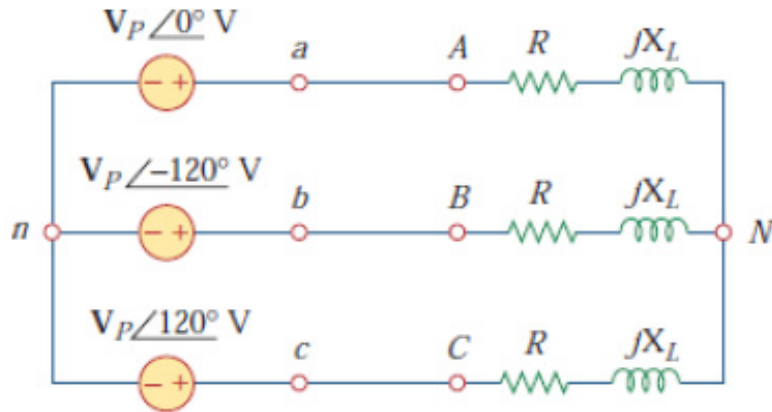 V_P ∠0° V
a A R jX_L
− +
V_P ∠−120° V
b B R jX_L
n − + N
V_P ∠120° V
c C R jX_L
− +